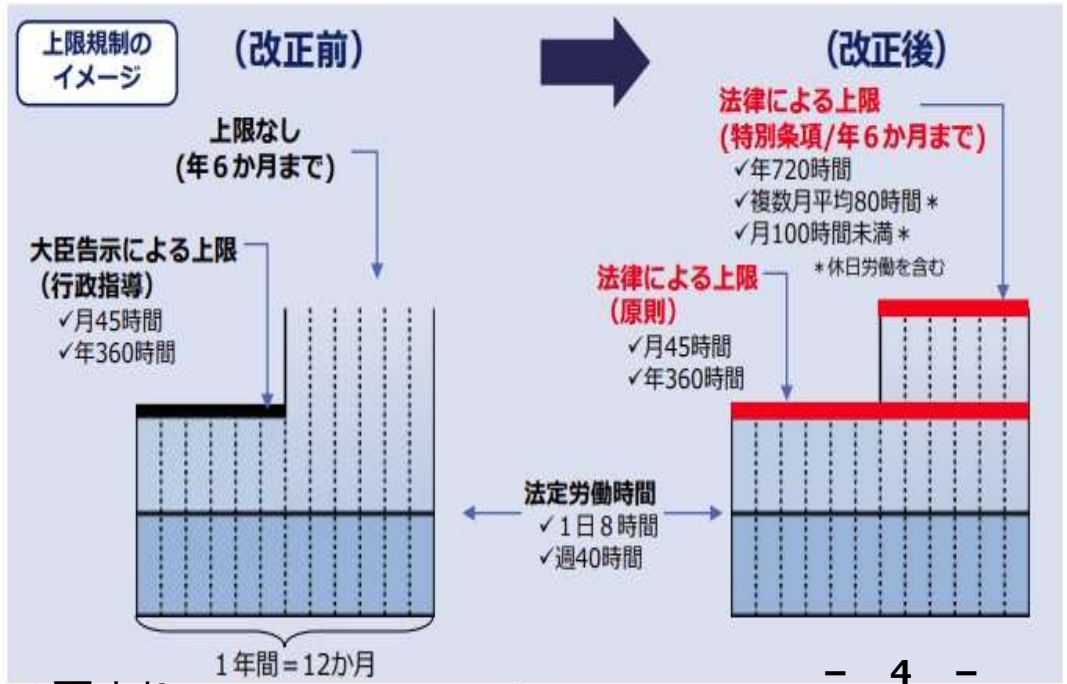 上限規制の
イメージ
（改正前）
（改正後）
上限なし
(年６か月まで)
大臣告示による上限
（行政指導）
✓月45時間
✓年360時間
法律による上限
(特別条項/年６か月まで)
✓年720時間
✓複数月平均80時間＊
✓月100時間未満＊
＊休日労働を含む
法律による上限
（原則）
✓月45時間
✓年360時間
法定労働時間
✓１日８時間
✓週40時間
１年間＝12か月
－ 4 －